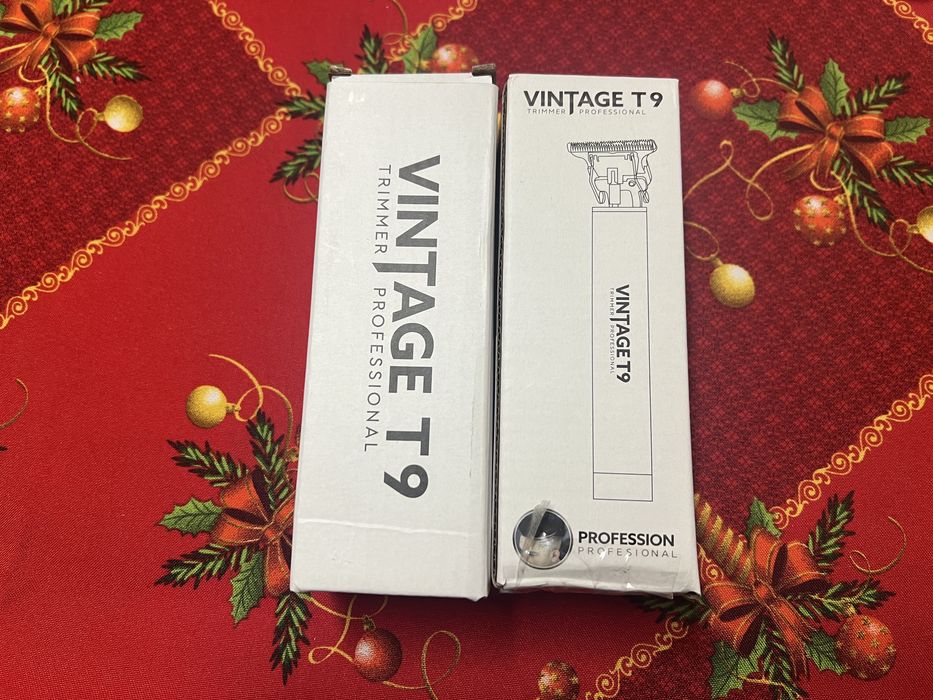 VINTAGE T9
TRIMMER PROFESSIONAL
VINTAGE T9
TRIMMER PROFESSIONAL
VINTAGE T9
TRIMMER PROFESSIONAL
PROFESSION
PROFESIONAL